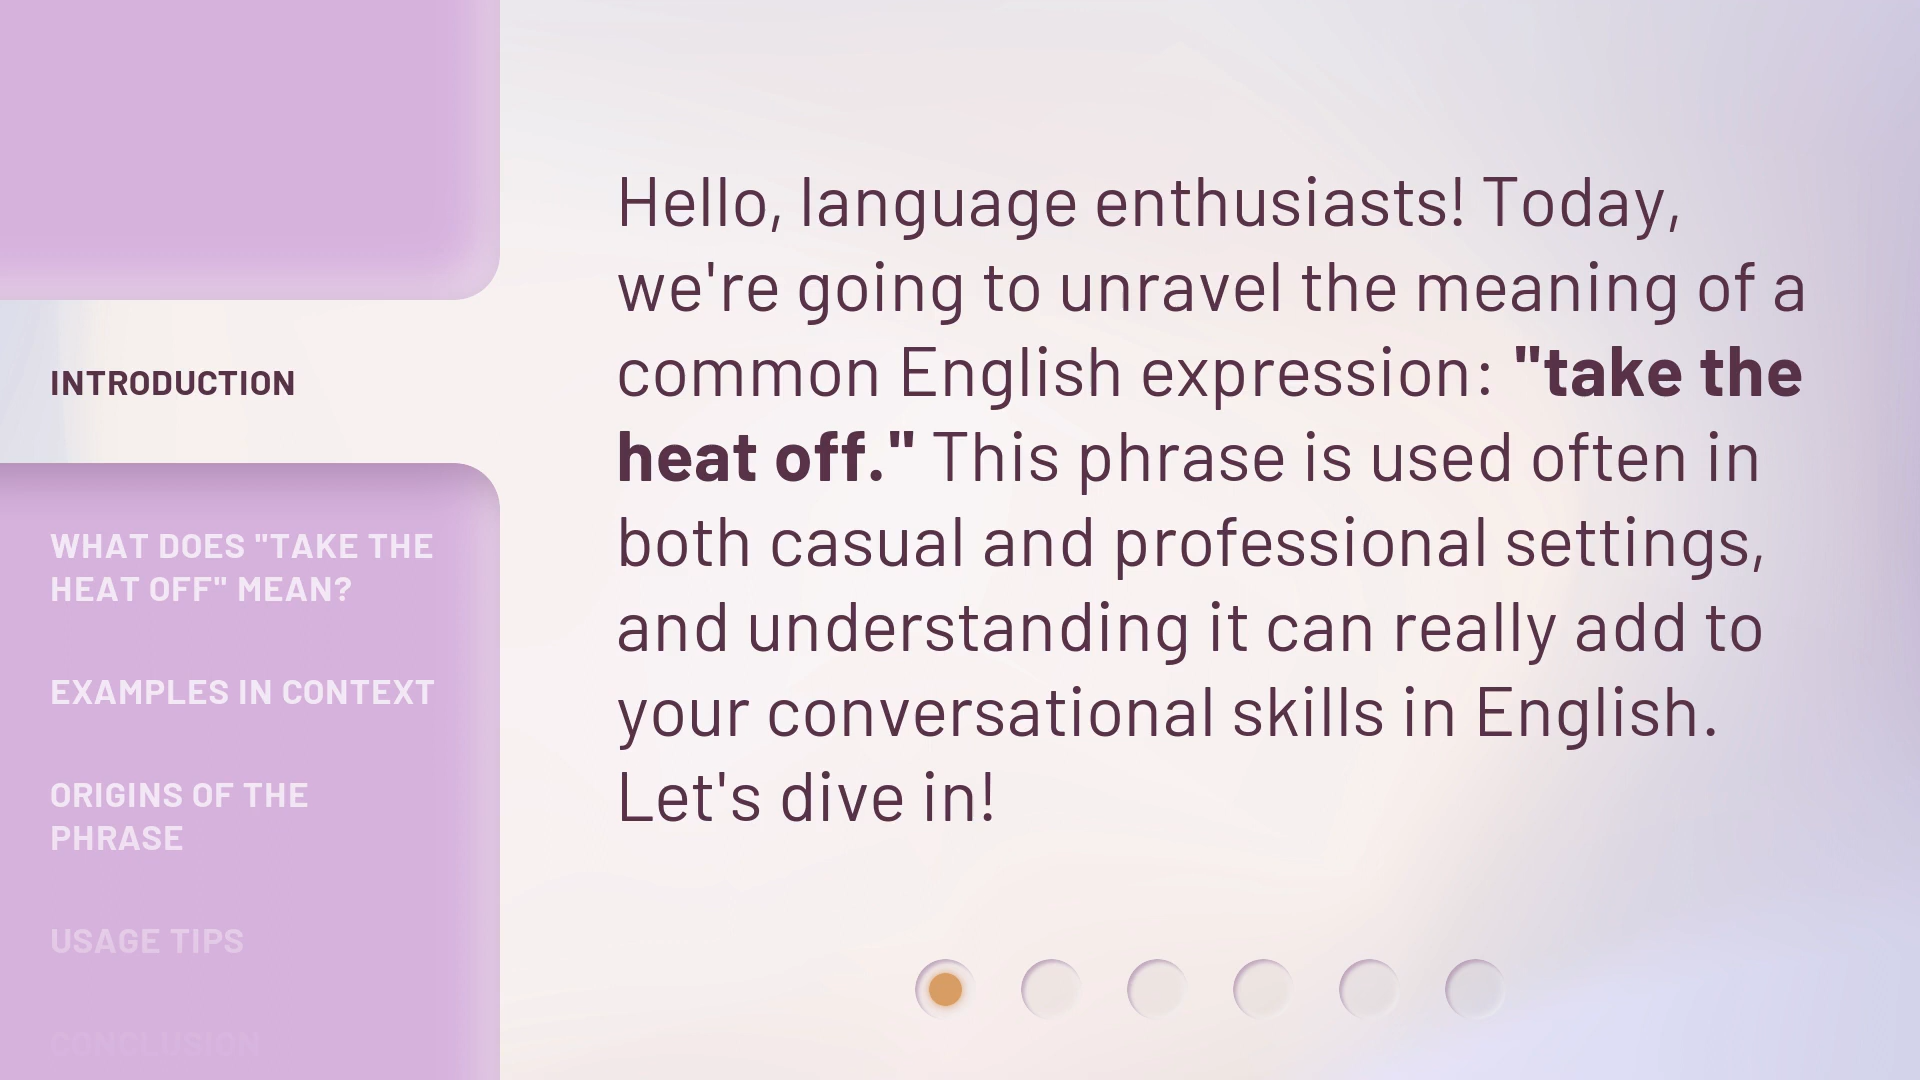 INTRODUCTION
WHAT DOES "TAKE THE
HEAT OFF" MEAN?
EXAMPLES IN CONTEXT
ORIGINS OF THE
PHRASE
USAGE TIPS
CONCLUSION
Hello, language enthusiasts! Today,
we're going to unravel the meaning of a
common English expression: "take the
heat off." This phrase is used often in
both casual and professional settings,
and understanding it can really add to
your conversational skills in English.
Let's dive in!